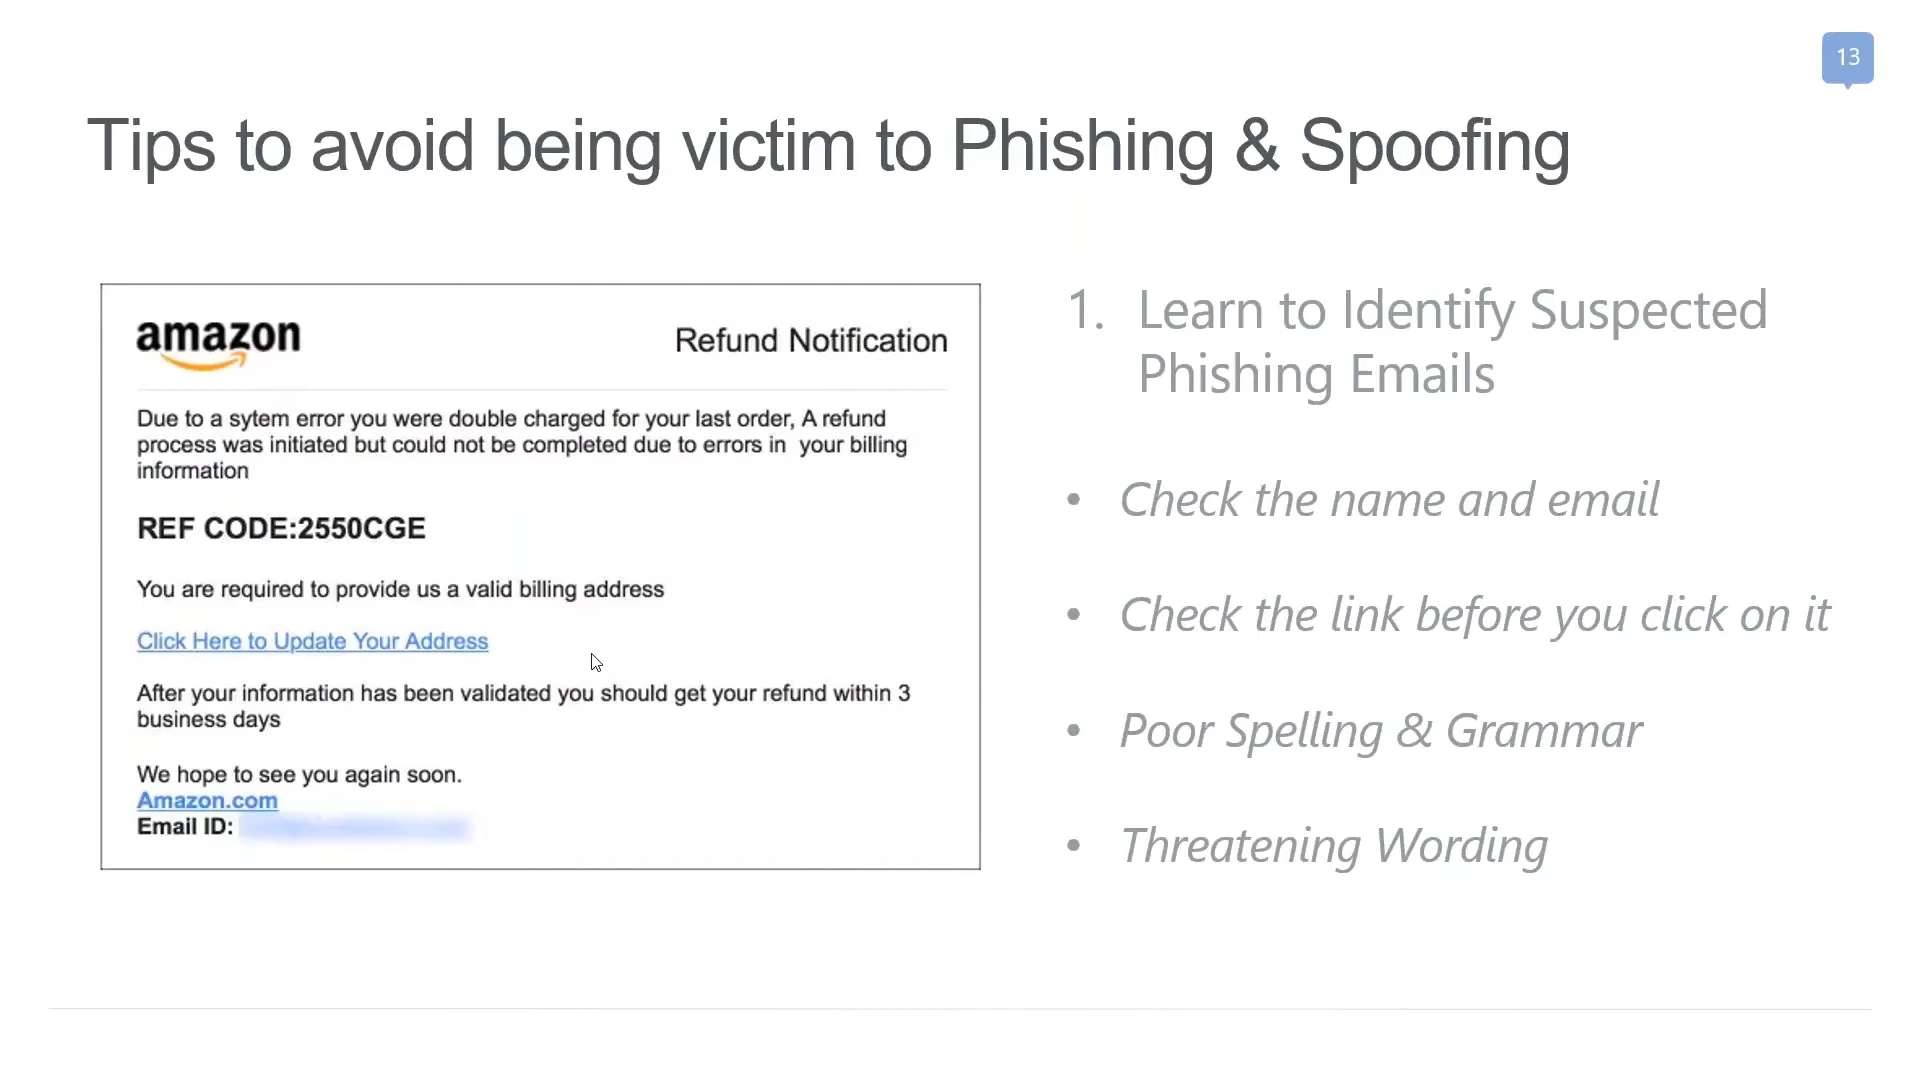 13
Tips to avoid being victim to Phishing & Spoofing
amazon
Refund Notification
Due to a sytem error you were double charged for your last order, A refund
process was initiated but could not be completed due to errors in  your billing
information
REF CODE:2550CGE
You are required to provide us a valid billing address
Click Here to Update Your Address
After your information has been validated you should get your refund within 3
business days
We hope to see you again soon.
Amazon.com
Email ID:
1. Learn to Identify Suspected
Phishing Emails
• Check the name and email
• Check the link before you click on it
• Poor Spelling & Grammar
• Threatening Wording